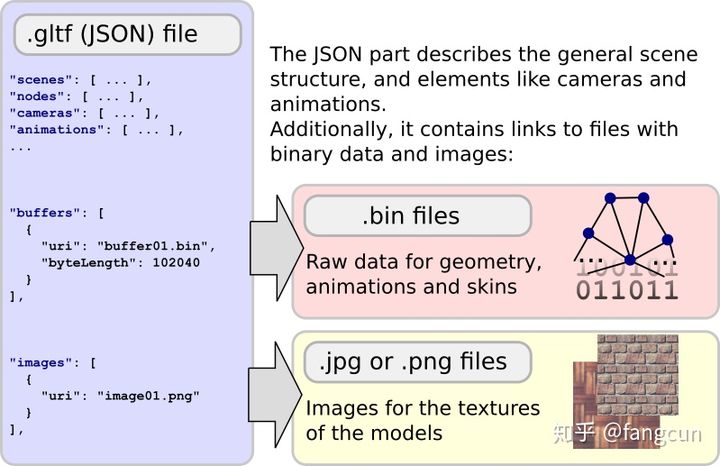 .gltf (JSON) file
"scenes": [ ... ],
"nodes": [ ... ],
"cameras": [ ... ],
"animations": [ ... ],
...
"buffers": [
{
"uri": "buffer01.bin",
"byteLength": 102040
}
],
"images": [
{
"uri": "image01.png"
}
],
The JSON part describes the general scene
structure, and elements like cameras and
animations.
Additionally, it contains links to files with
binary data and images:
.bin files
Raw data for geometry,
animations and skins
...
...
100101
011011
.jpg or .png files
Images for the textures
of the models
知乎 @fangcun